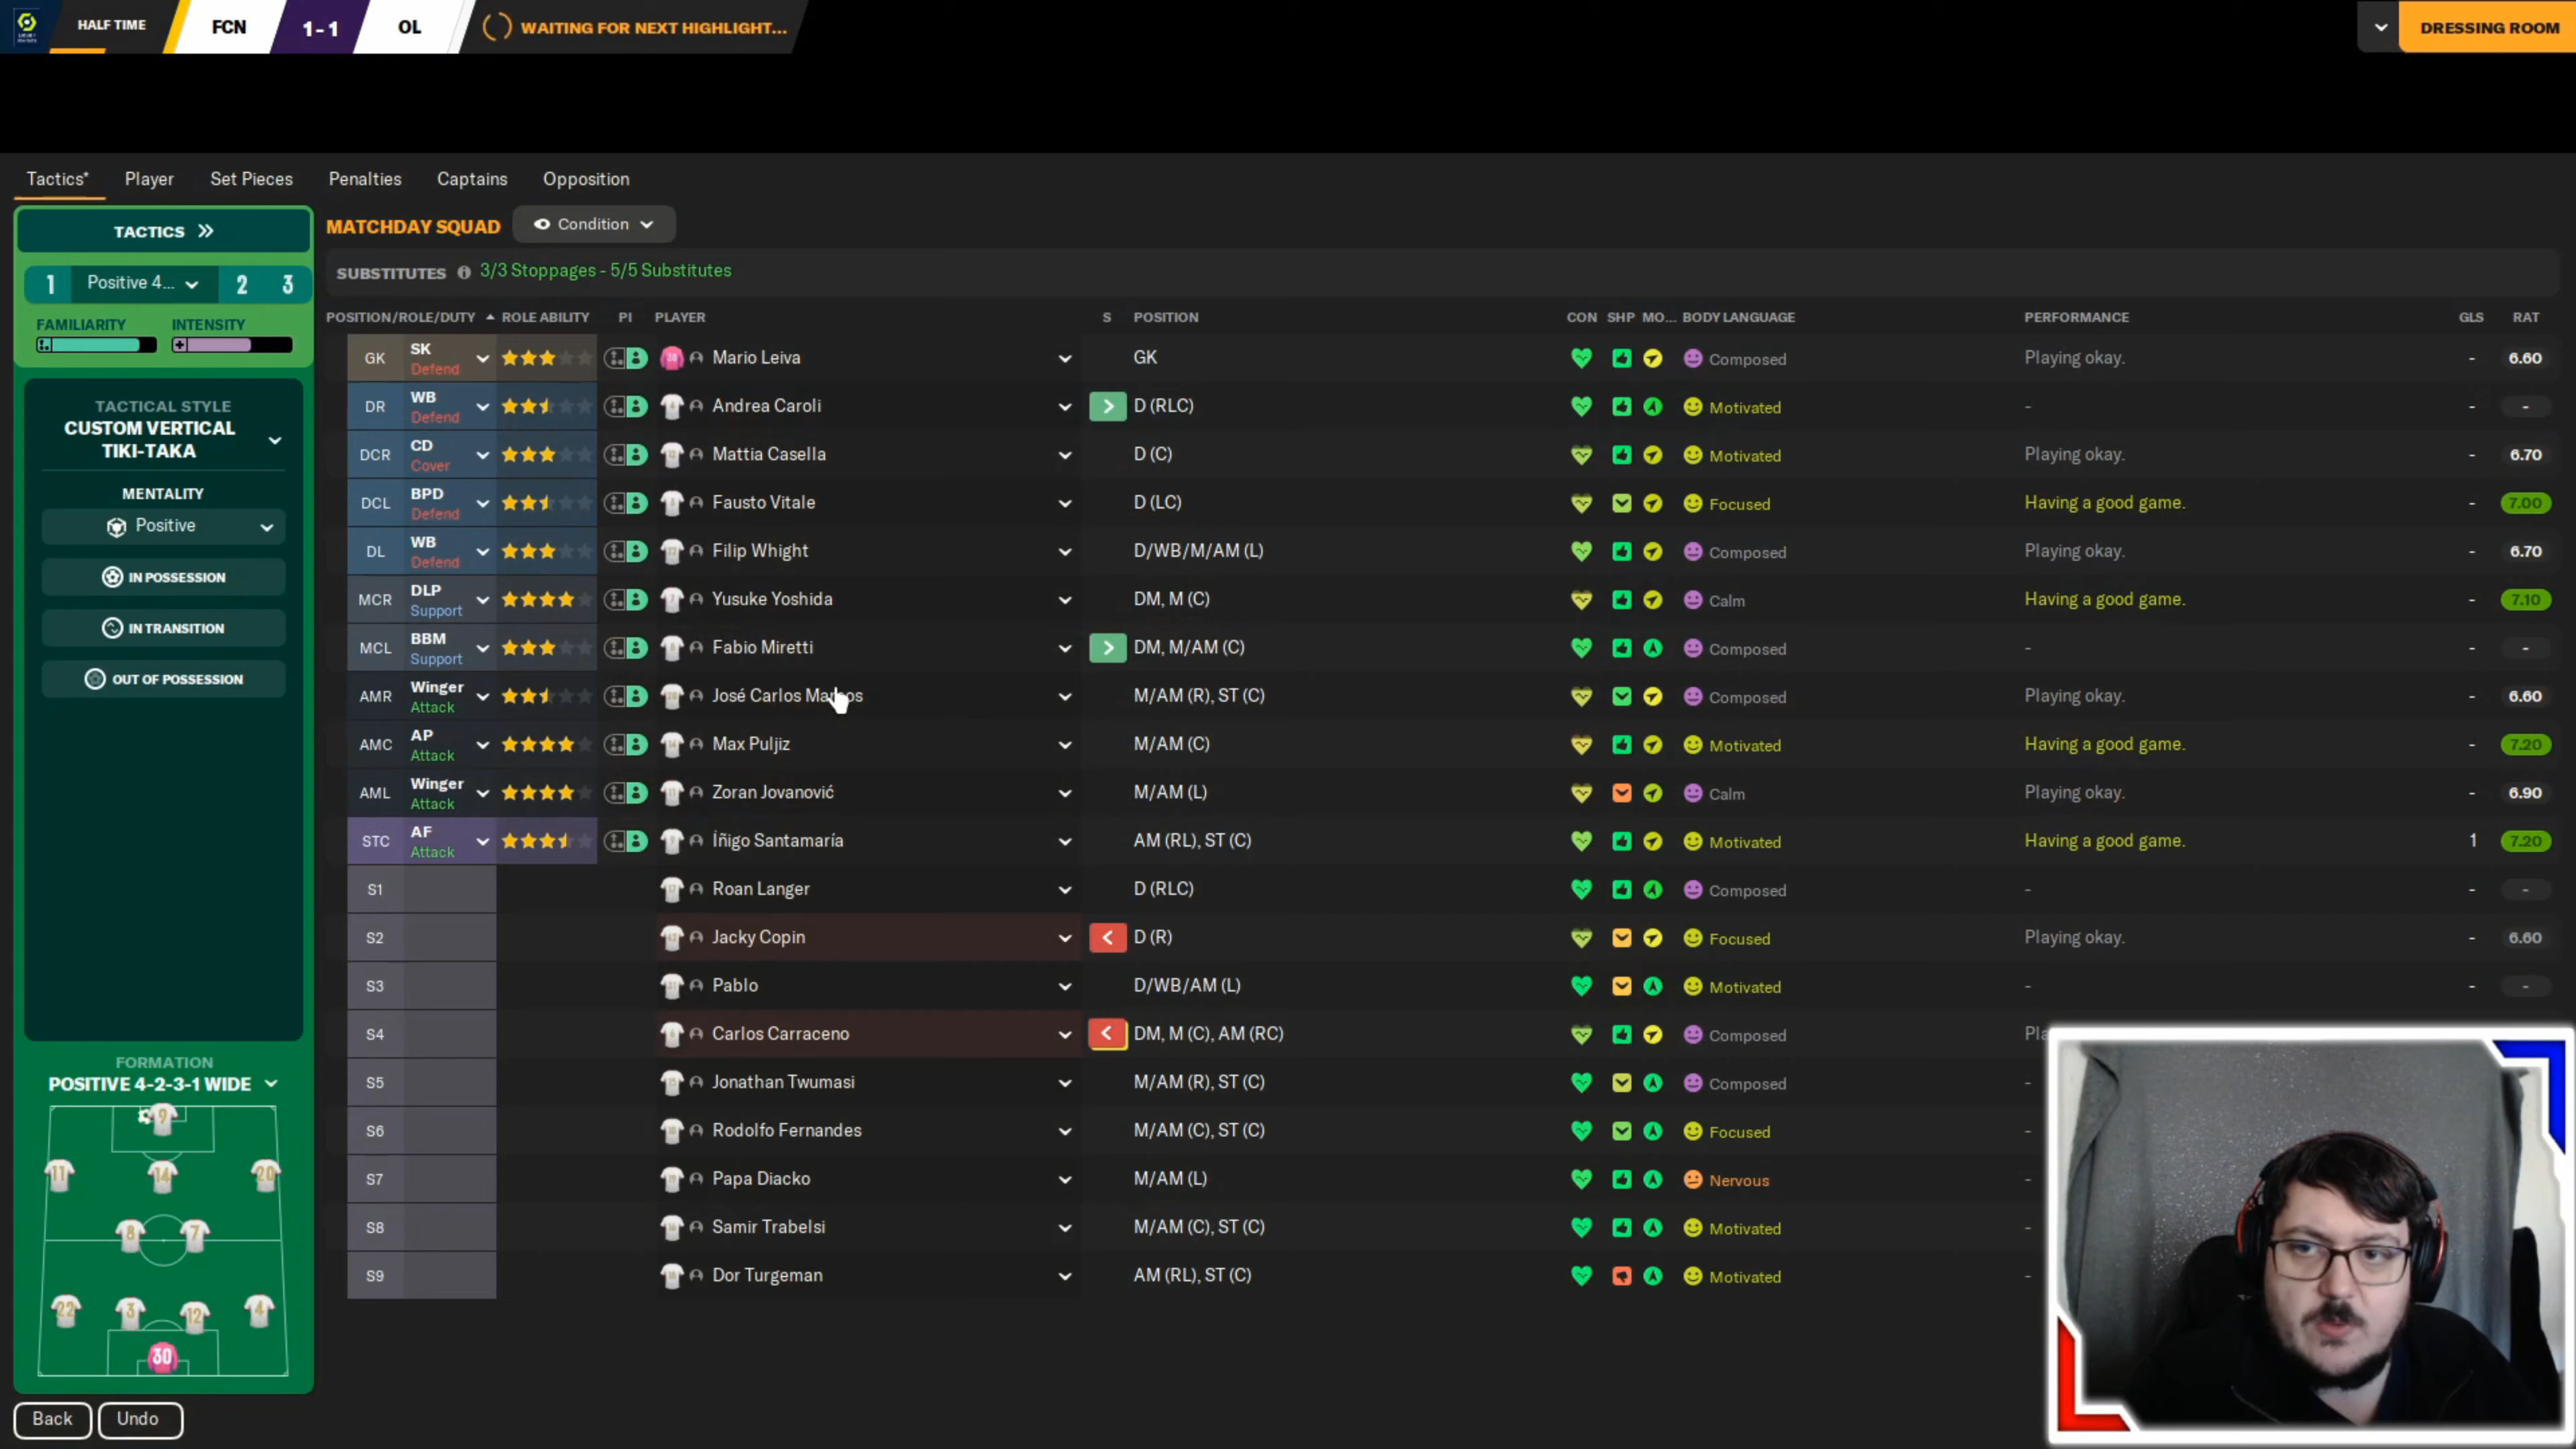 HALF TIME FCN 1 - 1 OL WAITING FOR NEXT HIGHLIGHT... DRESSING ROOM
Tactics* Player Set Pieces Penalties Captains Opposition
TACTICS
1 Positive 4... 2 3
FAMILIARITY INTENSITY
TACTICAL STYLE
CUSTOM VERTICAL
TIKI-TAKA
MENTALITY
Positive
IN POSSESSION
IN TRANSITION
OUT OF POSSESSION
FORMATION
POSITIVE 4-2-3-1 WIDE
9
11 14 20
8 7
22 3 12 4
30
Back Undo
MATCHDAY SQUAD Condition
SUBSTITUTES 3/3 Stoppages - 5/5 Substitutes
POSITION/ROLE/DUTY ROLE ABILITY PI PLAYER S POSITION CON SHP MO... BODY LANGUAGE PERFORMANCE GLS RAT
GK SK Defend Mario Leiva GK Composed Playing okay. - 6.60
DR WB Defend Andrea Caroli D (RLC) Motivated - - -
DCR CD Cover Mattia Casella D (C) Motivated Playing okay. - 6.70
DCL BPD Defend Fausto Vitale D (LC) Focused Having a good game. - 7.00
DL WB Defend Filip Whight D/WB/M/AM (L) Composed Playing okay. - 6.70
MCR DLP Support Yusuke Yoshida DM, M (C) Calm Having a good game. - 7.10
MCL BBM Support Fabio Miretti DM, M/AM (C) Composed - - -
AMR Winger Attack José Carlos M/AM (R), ST (C) Composed Playing okay. - 6.60
AMC AP Attack Max Puljiz M/AM (C) Motivated Having a good game. - 7.20
AML Winger Attack Zoran Jovanović M/AM (L) Calm Playing okay. - 6.90
STC AF Attack Íñigo Santamaría AM (RL), ST (C) Motivated Having a good game. 1 7.20
S1 Roan Langer D (RLC) Composed - - -
S2 Jacky Copin D (R) Focused Playing okay. - 6.60
S3 Pablo D/WB/AM (L) Motivated - - -
S4 Carlos Carraceno DM, M (C), AM (RC) Composed
S5 Jonathan Twumasi M/AM (R), ST (C) Composed -
S6 Rodolfo Fernandes M/AM (C), ST (C) Focused -
S7 Papa Diacko M/AM (L) Nervous -
S8 Samir Trabelsi M/AM (C), ST (C) Motivated -
S9 Dor Turgeman AM (RL), ST (C) Motivated -